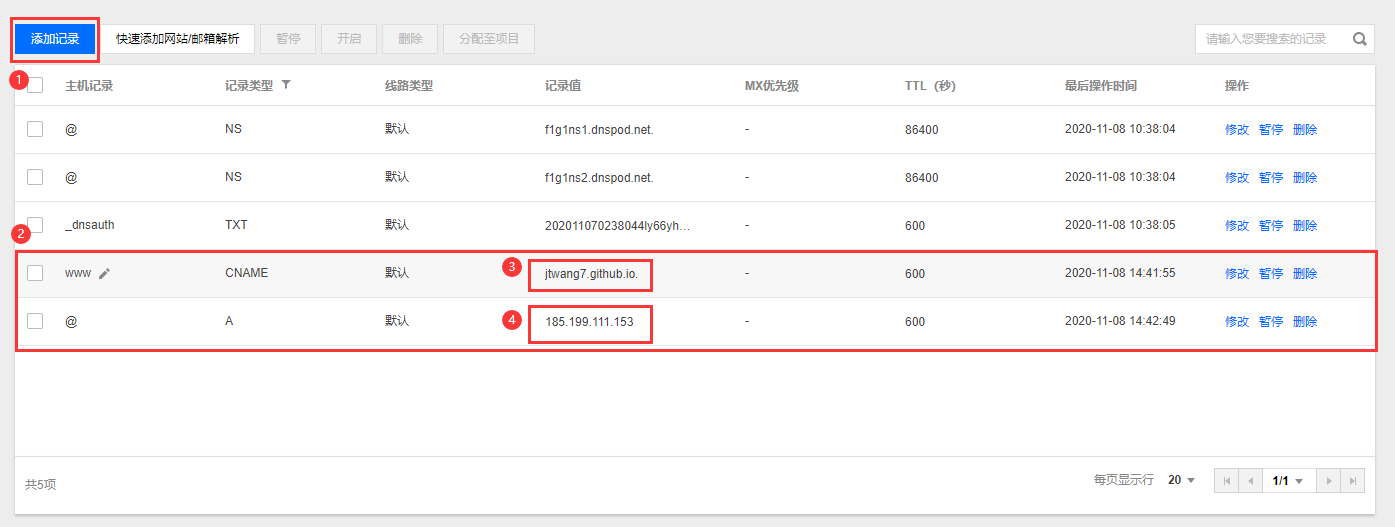 添加记录 快速添加网站/邮箱解析 暂停 开启 删除 分配至项目 请输入您要搜索的记录
1 主机记录 记录类型 线路类型 记录值 MX优先级 TTL（秒） 最后操作时间 操作
@ NS 默认 f1g1ns1.dnspod.net. - 86400 2020-11-08 10:38:04 修改 暂停 删除
@ NS 默认 f1g1ns2.dnspod.net. - 86400 2020-11-08 10:38:04 修改 暂停 删除
_dnsauth TXT 默认 202011070238044ly66yh... - 600 2020-11-08 10:38:05 修改 暂停 删除
2
www CNAME 默认 3 jtwang7.github.io. - 600 2020-11-08 14:41:55 修改 暂停 删除
@ A 默认 4 185.199.111.153 - 600 2020-11-08 14:42:49 修改 暂停 删除
共5项 每页显示行 20 1/1